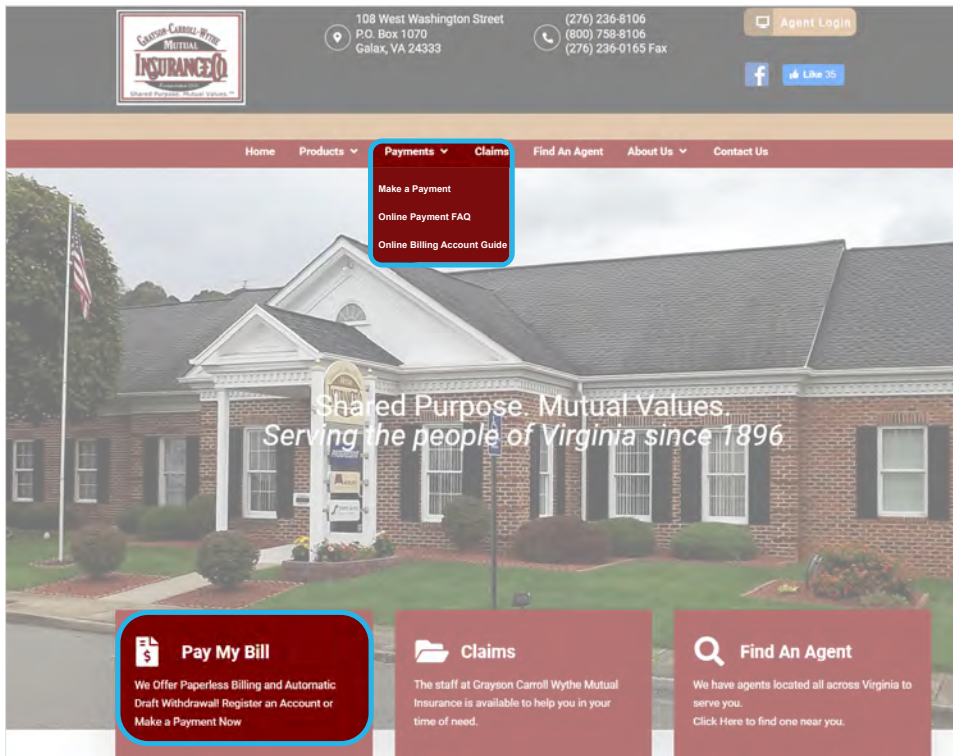 GRAYSON-CARROLL-WYTHE
MUTUAL
INSURANCE CO.
Shared Purpose. Mutual Values.™
108 West Washington Street
P.O. Box 1070
Galax, VA 24333
(276) 236-8106
(800) 758-8106
(276) 236-0165 Fax
Agent Login
Like 35
Home Products Payments Claims Find An Agent About Us Contact Us
Make a Payment
Online Payment FAQ
Online Billing Account Guide
Shared Purpose. Mutual Values.
Serving the people of Virginia since 1896
Pay My Bill
We Offer Paperless Billing and Automatic
Draft Withdrawal! Register an Account or
Make a Payment Now
Claims
The staff at Grayson Carroll Wythe Mutual
Insurance is available to help you in your
time of need.
Find An Agent
We have agents located all across Virginia to
serve you.
Click Here to find one near you.